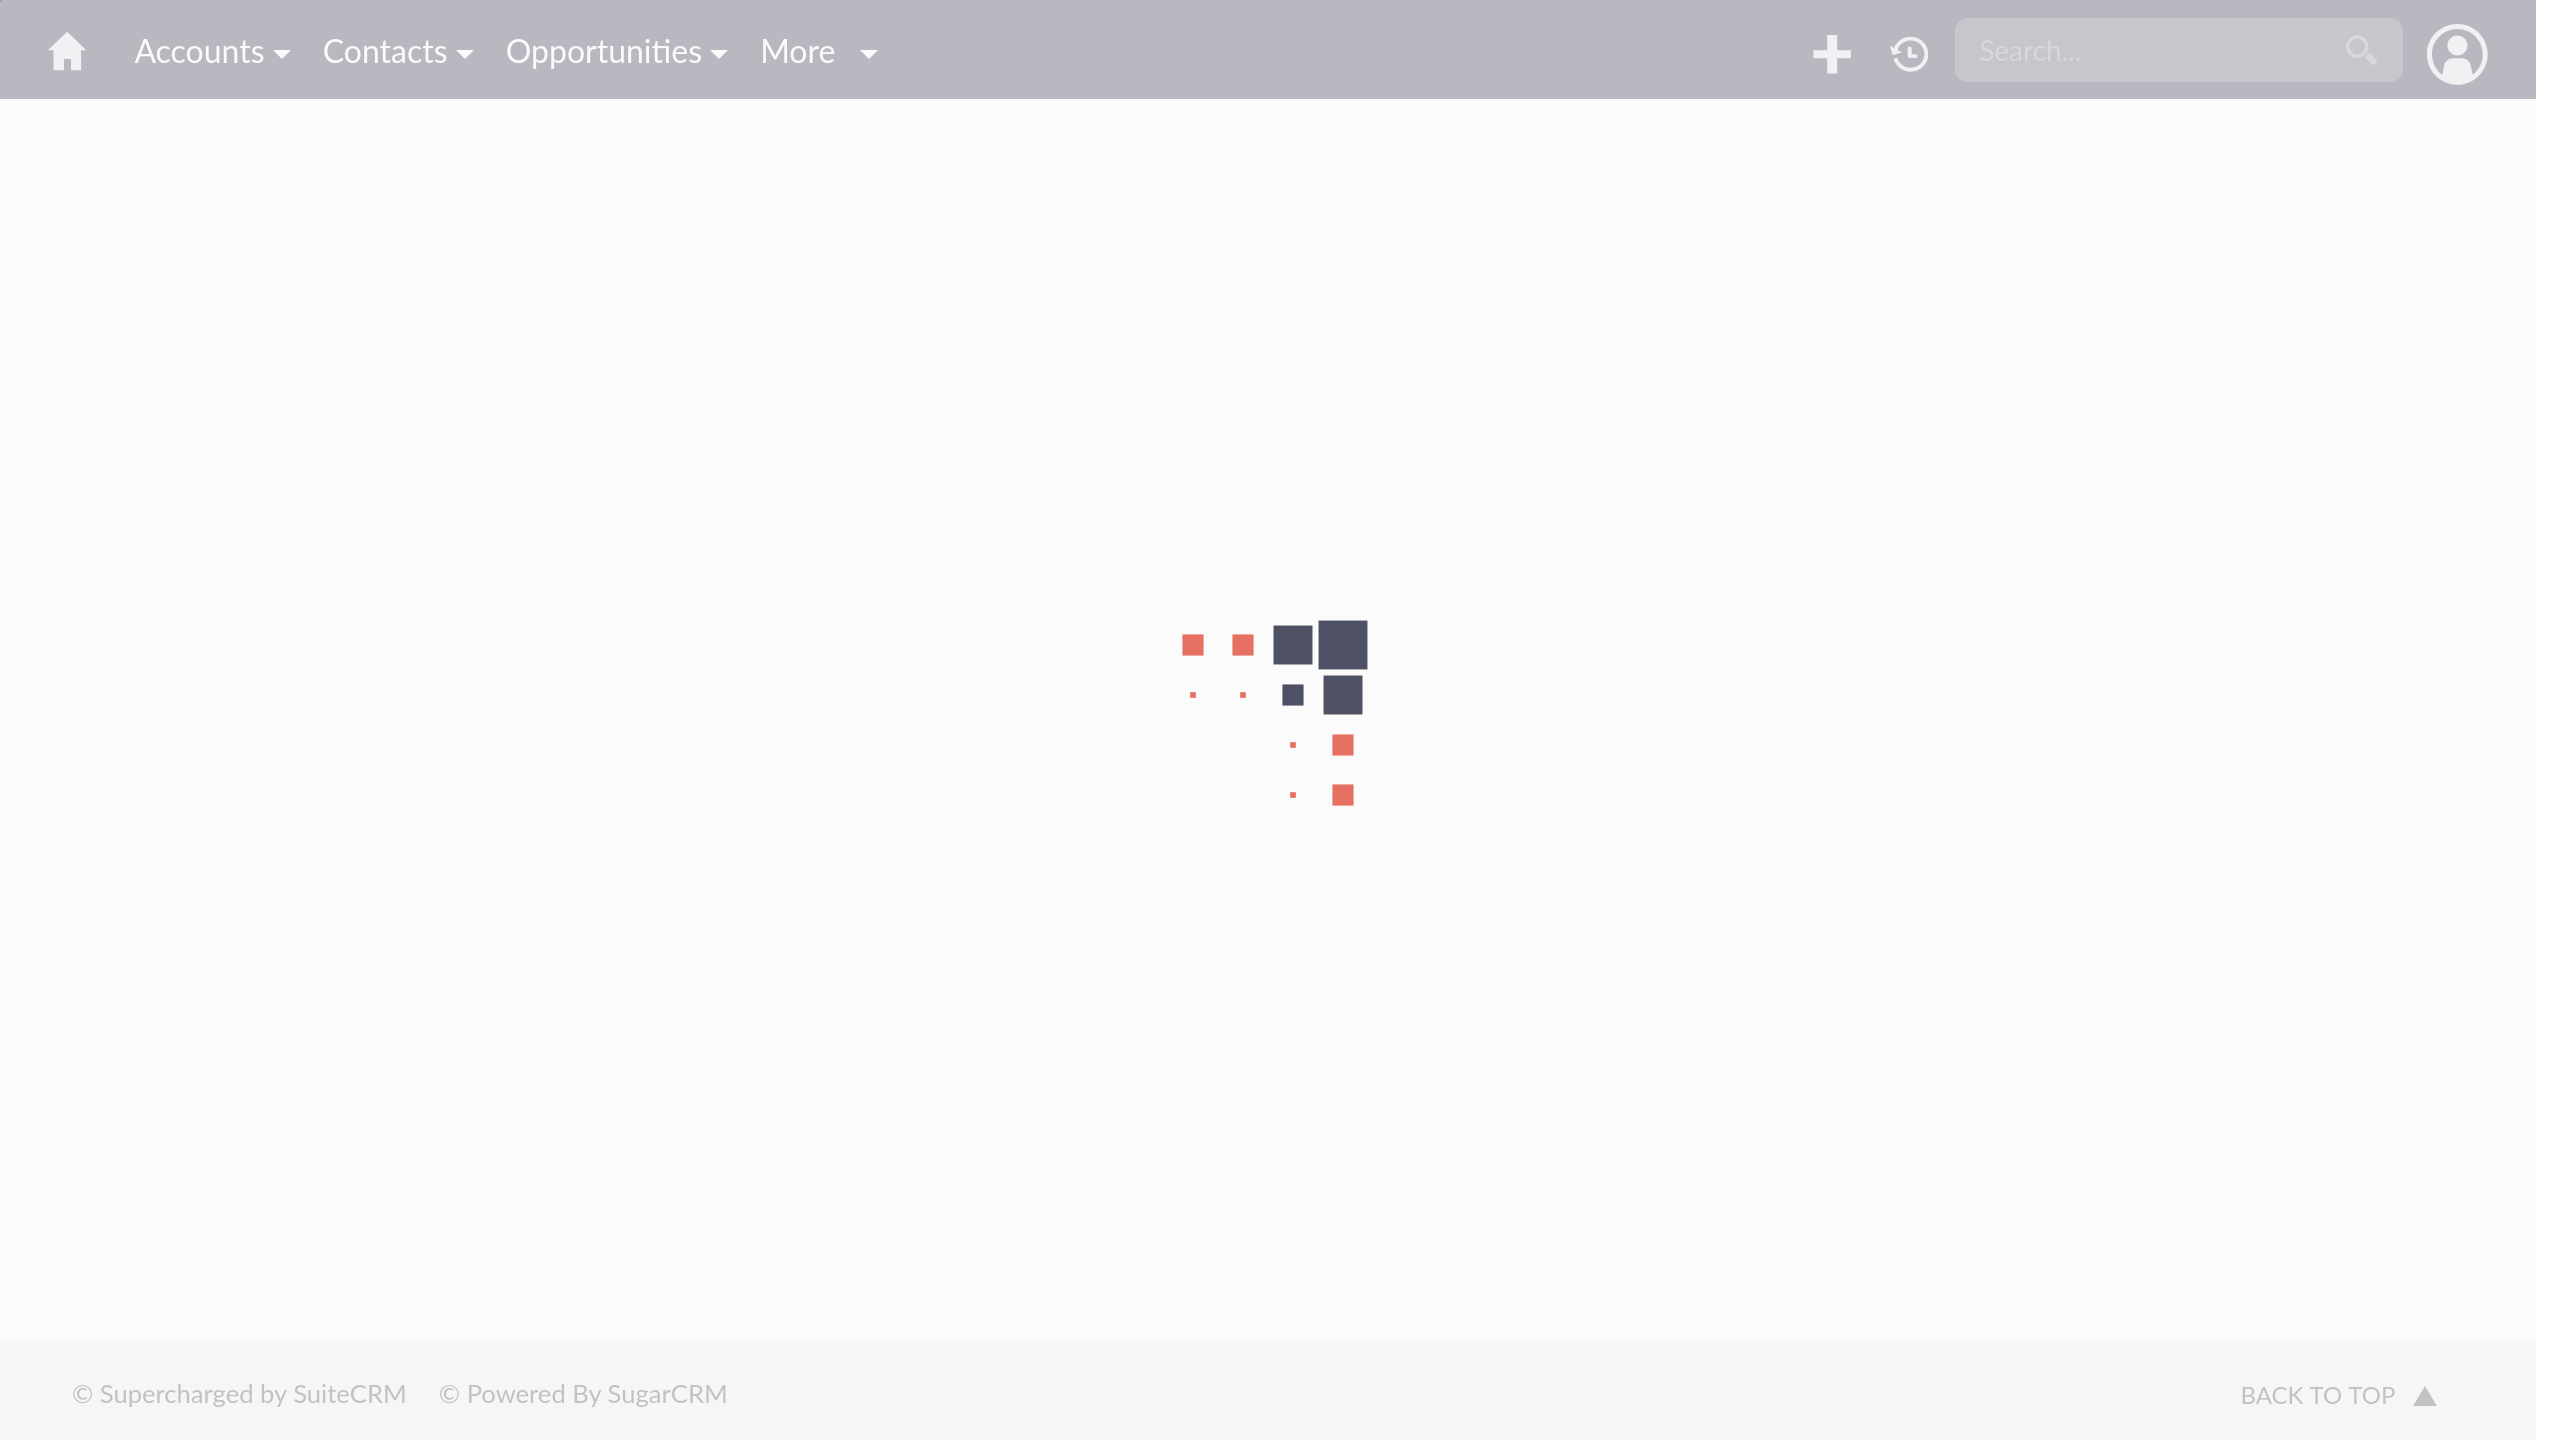 Accounts Contacts Opportunities More Search...
© Supercharged by SuiteCRM © Powered By SugarCRM BACK TO TOP